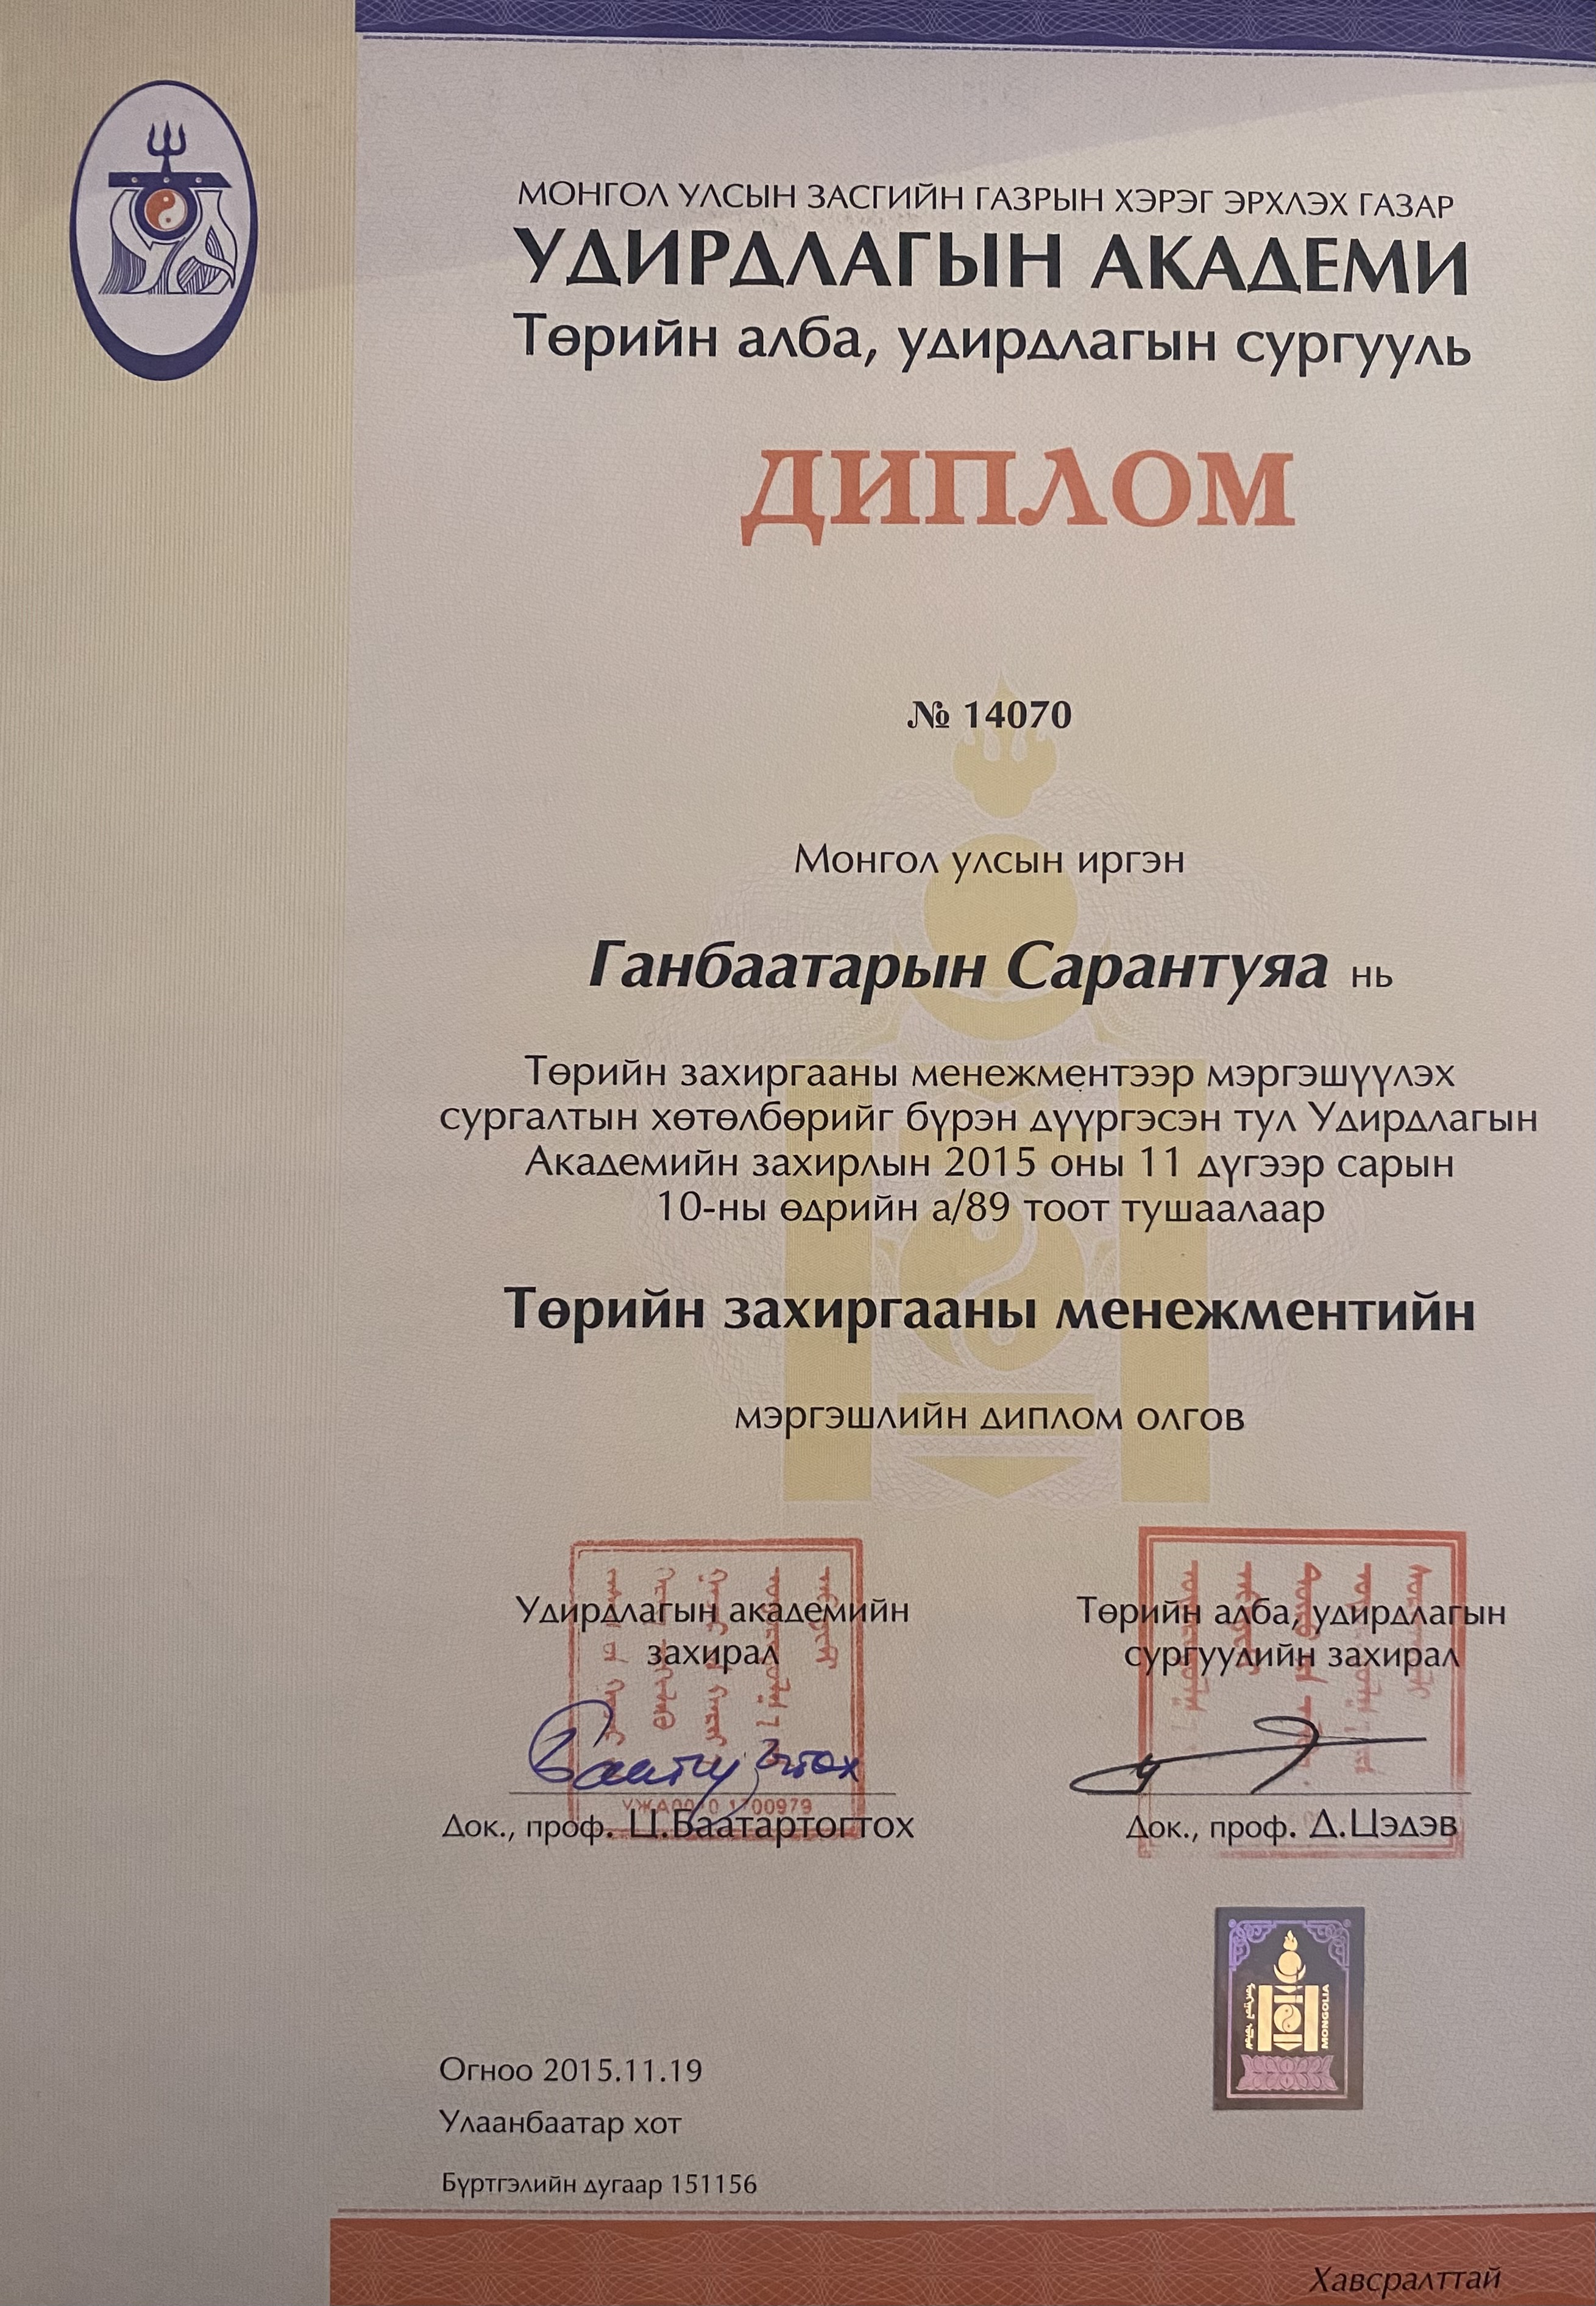 МОНГОЛ УЛСЫН ЗАСГИЙН ГАЗРЫН ХЭРЭГ ЭРХЛЭХ ГАЗАР
УДИРДЛАГЫН АКАДЕМИ
Төрийн алба, удирдлагын сургууль
ДИПЛОМ
№ 14070
Монгол улсын иргэн
Ганбаатарын Сарантуяа нь
Төрийн захиргааны менежментээр мэргэшүүлэх
сургалтын хөтөлбөрийг бүрэн дүүргэсэн тул Удирдлагын
Академийн захирлын 2015 оны 11 дүгээр сарын
10-ны өдрийн а/89 тоот тушаалаар
Төрийн захиргааны менежментийн
мэргэшлийн диплом олгов
Удирдлагын академийн
захирал
Док., проф. Ц.Баатартогтох
Төрийн алба, удирдлагын
сургуулийн захирал
Док., проф. Д.Цэдэв
MONGOLIA
Огноо 2015.11.19
Улаанбаатар хот
Бүртгэлийн дугаар 151156
Хавсралттай